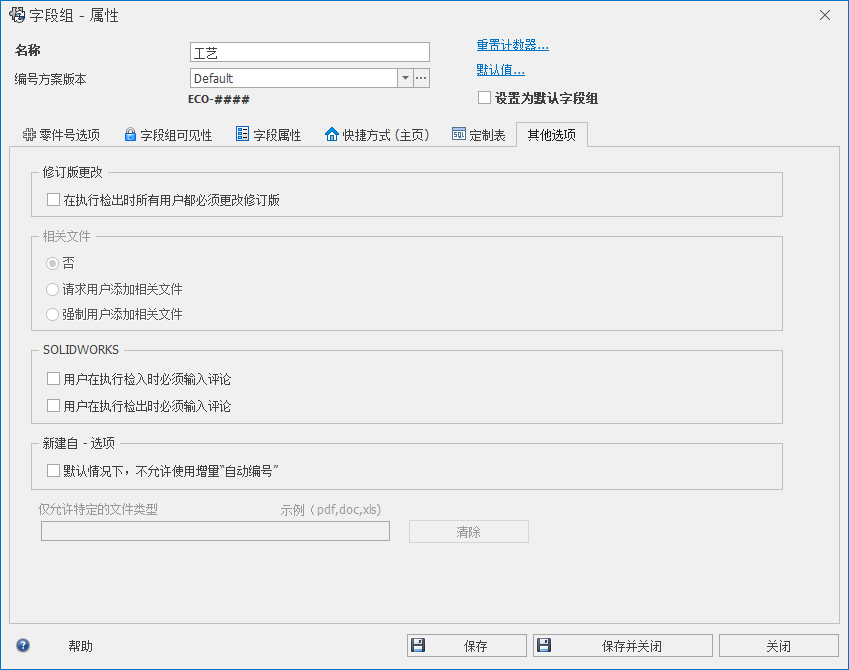 字段组 - 属性
名称
工艺
重置计数器...
编号方案版本
Default
默认值...
ECO-####
设置为默认字段组
零件号选项
字段组可见性
字段属性
快捷方式 (主页)
SQL
定制表
其他选项
修订版更改
在执行检出时所有用户都必须更改修订版
相关文件
否
请求用户添加相关文件
强制用户添加相关文件
SOLIDWORKS
用户在执行检入时必须输入评论
用户在执行检出时必须输入评论
新建自 - 选项
默认情况下，不允许使用增量“自动编号”
仅允许特定的文件类型
示例（pdf,doc,xls)
清除
帮助
保存
保存并关闭
关闭